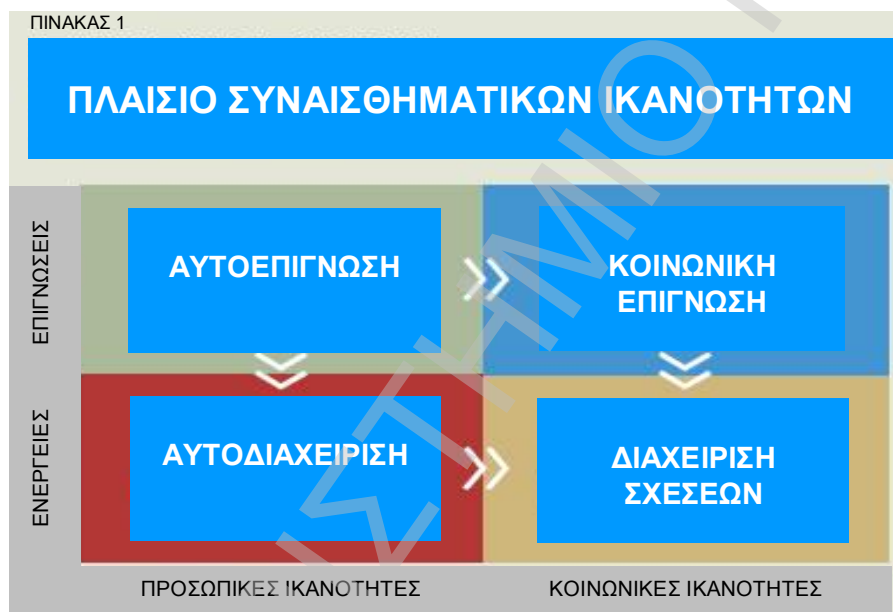 ΠΙΝΑΚΑΣ 1
ΠΛΑΙΣΙΟ ΣΥΝΑΙΣΘΗΜΑΤΙΚΩΝ ΙΚΑΝΟΤΗΤΩΝ
ΕΠΙΓΝΩΣΕΙΣ
ΑΥΤΟΕΠΙΓΝΩΣΗ
ΚΟΙΝΩΝΙΚΗ
ΕΠΙΓΝΩΣΗ
ΕΝΕΡΓΕΙΕΣ
ΑΥΤΟΔΙΑΧΕΙΡΙΣΗ
ΔΙΑΧΕΙΡΙΣΗ
ΣΧΕΣΕΩΝ
ΠΡΟΣΩΠΙΚΕΣ ΙΚΑΝΟΤΗΤΕΣ
ΚΟΙΝΩΝΙΚΕΣ ΙΚΑΝΟΤΗΤΕΣ